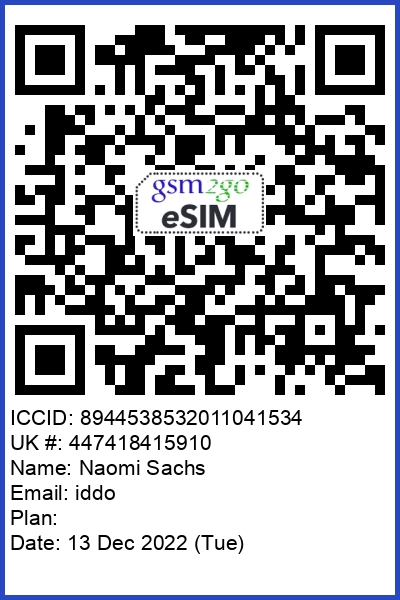 gsm2go
eSIM
ICCID: 8944538532011041534
UK #: 447418415910
Name: Naomi Sachs
Email: iddo
Plan:
Date: 13 Dec 2022 (Tue)